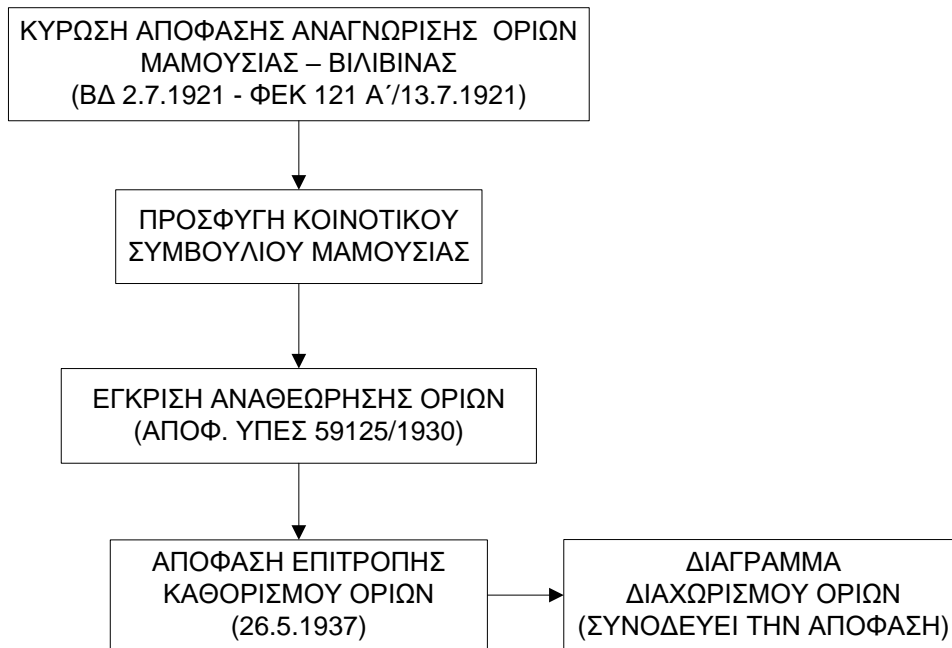 ΚΥΡΩΣΗ ΑΠΟΦΑΣΗΣ ΑΝΑΓΝΩΡΙΣΗΣ ΟΡΙΩΝ
ΜΑΜΟΥΣΙΑΣ – ΒΙΛΙΒΙΝΑΣ
(ΒΔ 2.7.1921 - ΦΕΚ 121 Α΄/13.7.1921)
ΠΡΟΣΦΥΓΗ ΚΟΙΝΟΤΙΚΟΥ
ΣΥΜΒΟΥΛΙΟΥ ΜΑΜΟΥΣΙΑΣ
ΕΓΚΡΙΣΗ ΑΝΑΘΕΩΡΗΣΗΣ ΟΡΙΩΝ
(ΑΠΟΦ. ΥΠΕΣ 59125/1930)
ΑΠΟΦΑΣΗ ΕΠΙΤΡΟΠΗΣ
ΚΑΘΟΡΙΣΜΟΥ ΟΡΙΩΝ
(26.5.1937)
ΔΙΑΓΡΑΜΜΑ
ΔΙΑΧΩΡΙΣΜΟΥ ΟΡΙΩΝ
(ΣΥΝΟΔΕΥΕΙ ΤΗΝ ΑΠΟΦΑΣΗ)